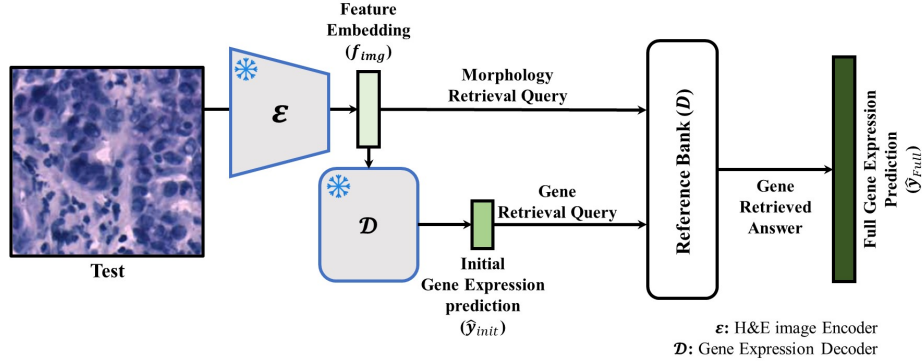 Feature
Embedding
(f_img)
Morphology
Retrieval Query
ℰ
Test
𝒟
Gene
Retrieval Query
Initial
Gene Expression
prediction
(ŷ_init)
Reference Bank (D)
Gene
Retrieved
Answer
Full Gene Expression
Prediction
(ŷ_Full)
ℰ: H&E image Encoder
𝒟: Gene Expression Decoder